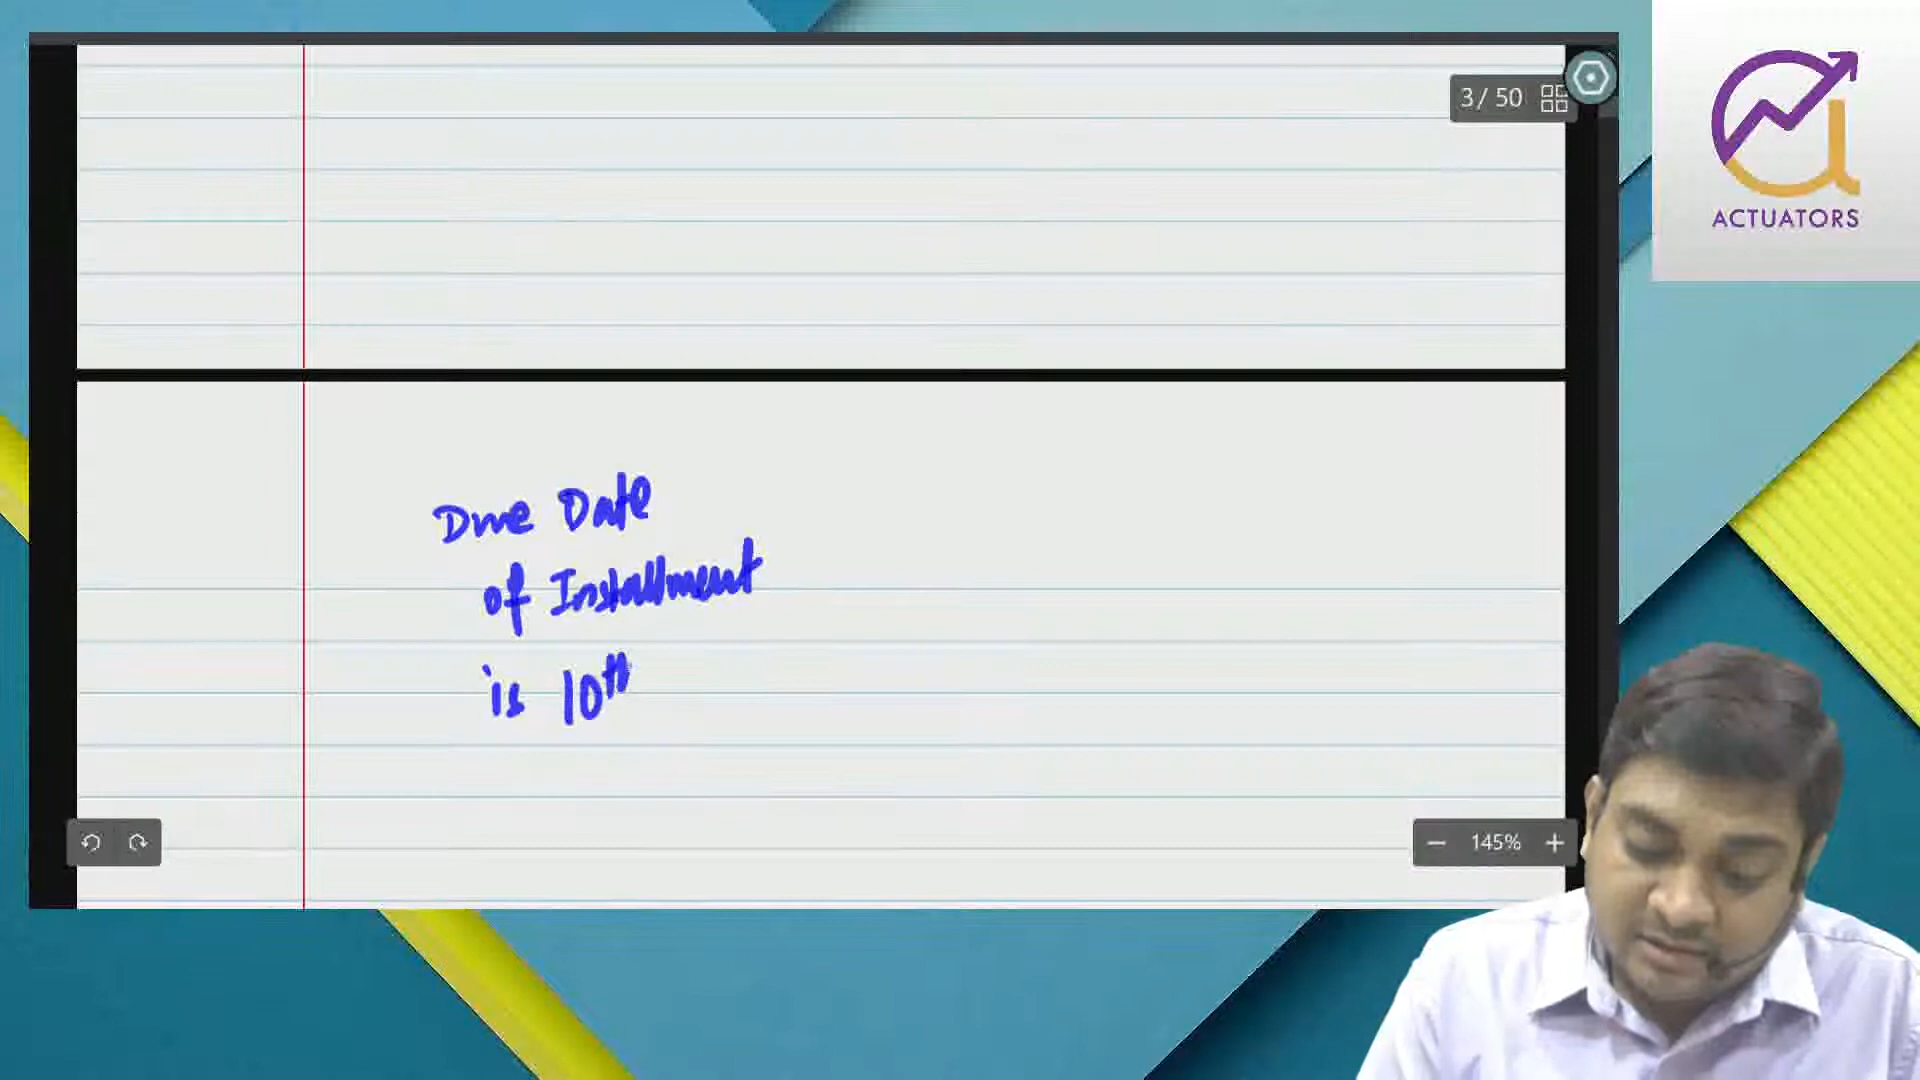 3 / 50
ACTUATORS
Due Date
of Installment
is 10th
145%